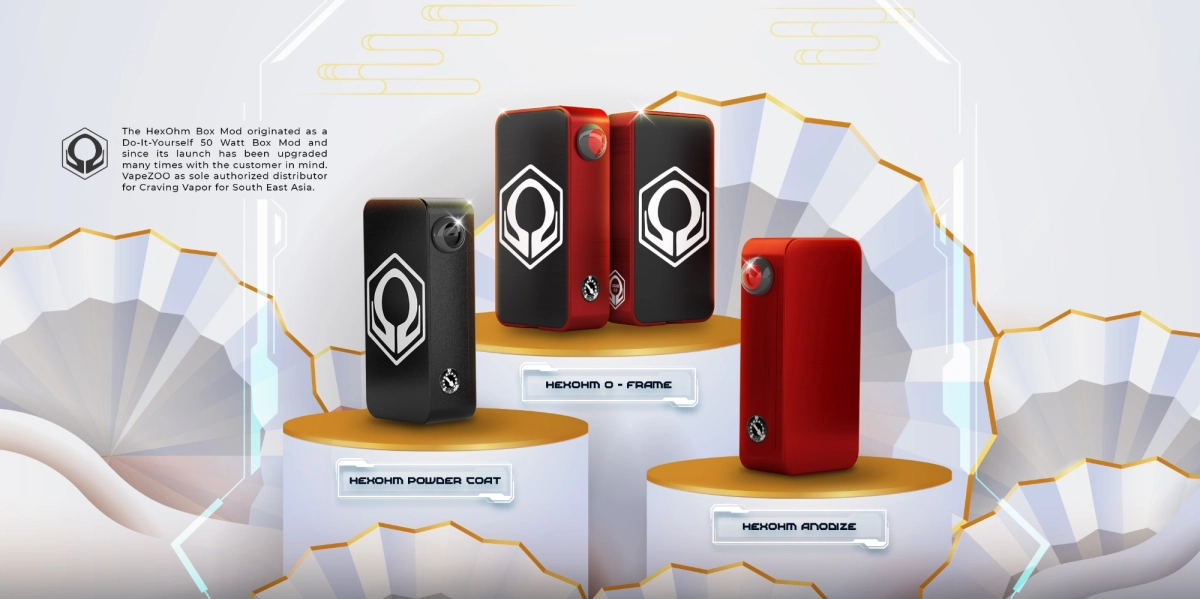 The HexOhm Box Mod originated as a
Do-It-Yourself 50 Watt Box Mod and
since its launch has been upgraded
many times with the customer in mind.
VapeZOO as sole authorized distributor
for Craving Vapor for South East Asia.
HEXOHM O - FRAME
HEXOHM POWDER COAT
HEXOHM ANODIZE